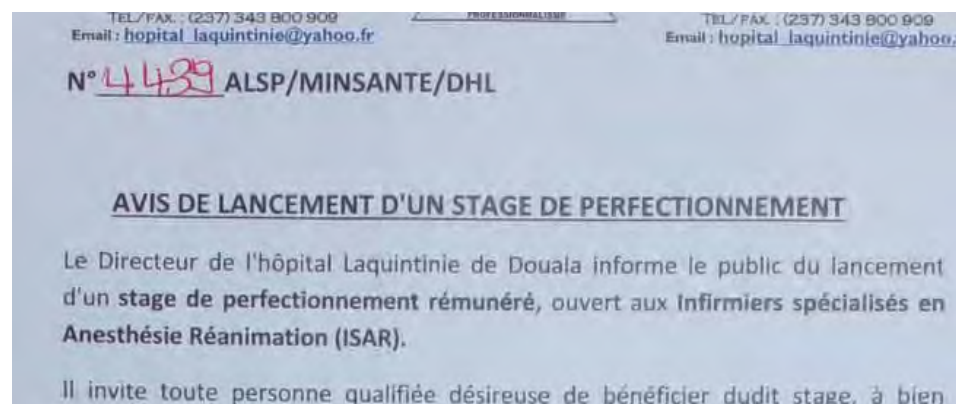 TEL/FAX. : (237) 343 800 909
Email : hopital_laquintinie@yahoo.fr
PROFESSIONNALISME
TEL/FAX. : (237) 343 800 909
Email : hopital_laquintinie@yahoo.
N° 4439 ALSP/MINSANTE/DHL
AVIS DE LANCEMENT D'UN STAGE DE PERFECTIONNEMENT
Le Directeur de l'hôpital Laquintinie de Douala informe le public du lancement
d'un stage de perfectionnement rémunéré, ouvert aux Infirmiers spécialisés en
Anesthésie Réanimation (ISAR).
Il invite toute personne qualifiée désireuse de bénéficier dudit stage, à bien